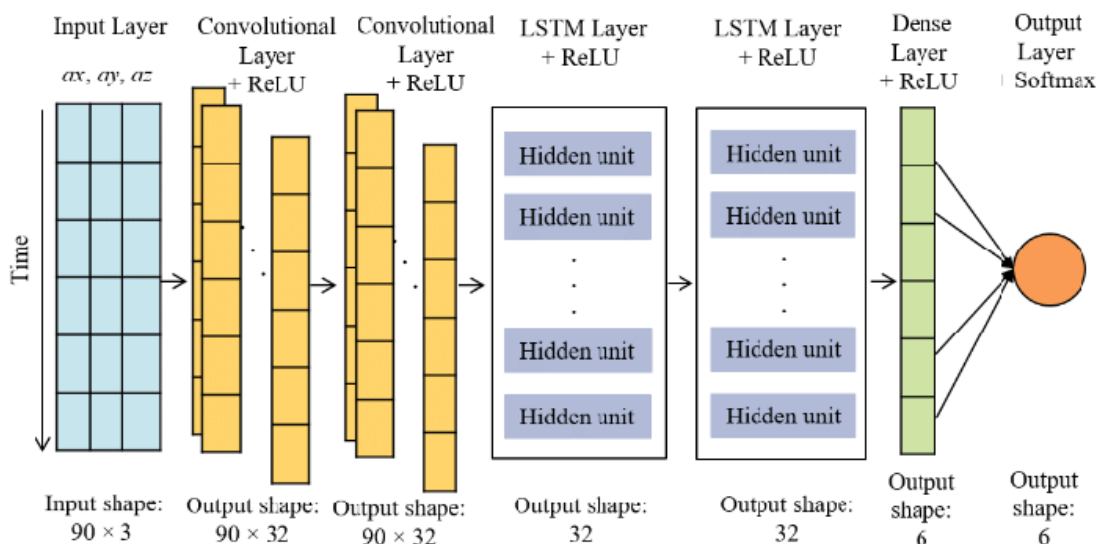 Input Layer
ax, ay, az
Convolutional
Layer
+ ReLU
Convolutional
Layer
+ ReLU
LSTM Layer
+ ReLU
LSTM Layer
+ ReLU
Dense
Layer
+ ReLU
Output
Layer
+ Softmax
Time
Hidden unit
Hidden unit
Hidden unit
Hidden unit
Hidden unit
Hidden unit
Hidden unit
Hidden unit
Input shape:
90 × 3
Output shape:
90 × 32
Output shape:
90 × 32
Output shape:
32
Output shape:
32
Output
shape:
6
Output
shape:
6